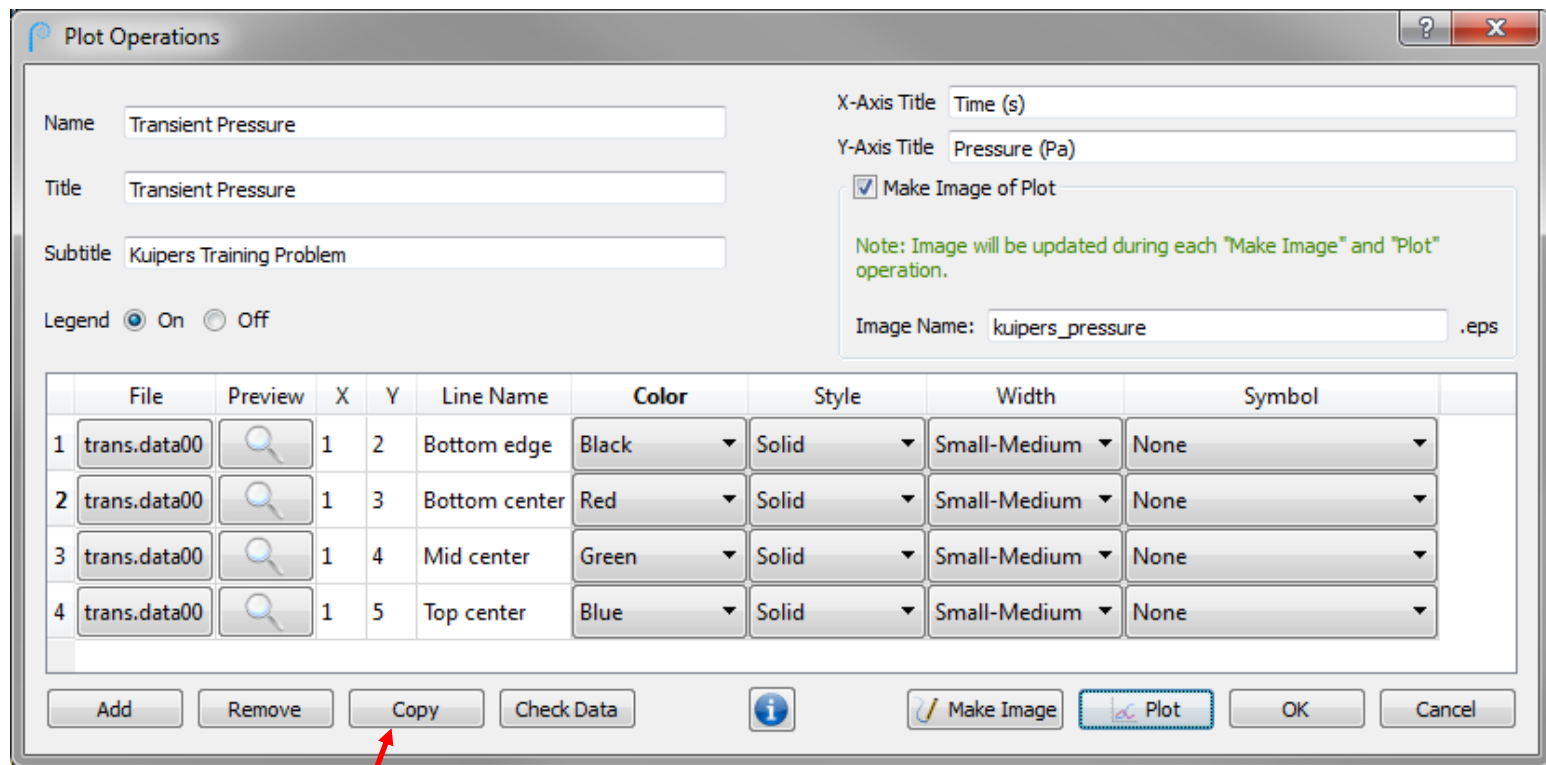 Plot Operations
?
X
Name Transient Pressure
Title Transient Pressure
Subtitle Kuipers Training Problem
Legend On Off
X-Axis Title Time (s)
Y-Axis Title Pressure (Pa)
Make Image of Plot
Note: Image will be updated during each "Make Image" and "Plot"
operation.
Image Name: kuipers_pressure .eps
File Preview X Y Line Name Color Style Width Symbol
1 trans.data00 1 2 Bottom edge Black Solid Small-Medium None
2 trans.data00 1 3 Bottom center Red Solid Small-Medium None
3 trans.data00 1 4 Mid center Green Solid Small-Medium None
4 trans.data00 1 5 Top center Blue Solid Small-Medium None
Add Remove Copy Check Data i Make Image Plot OK Cancel